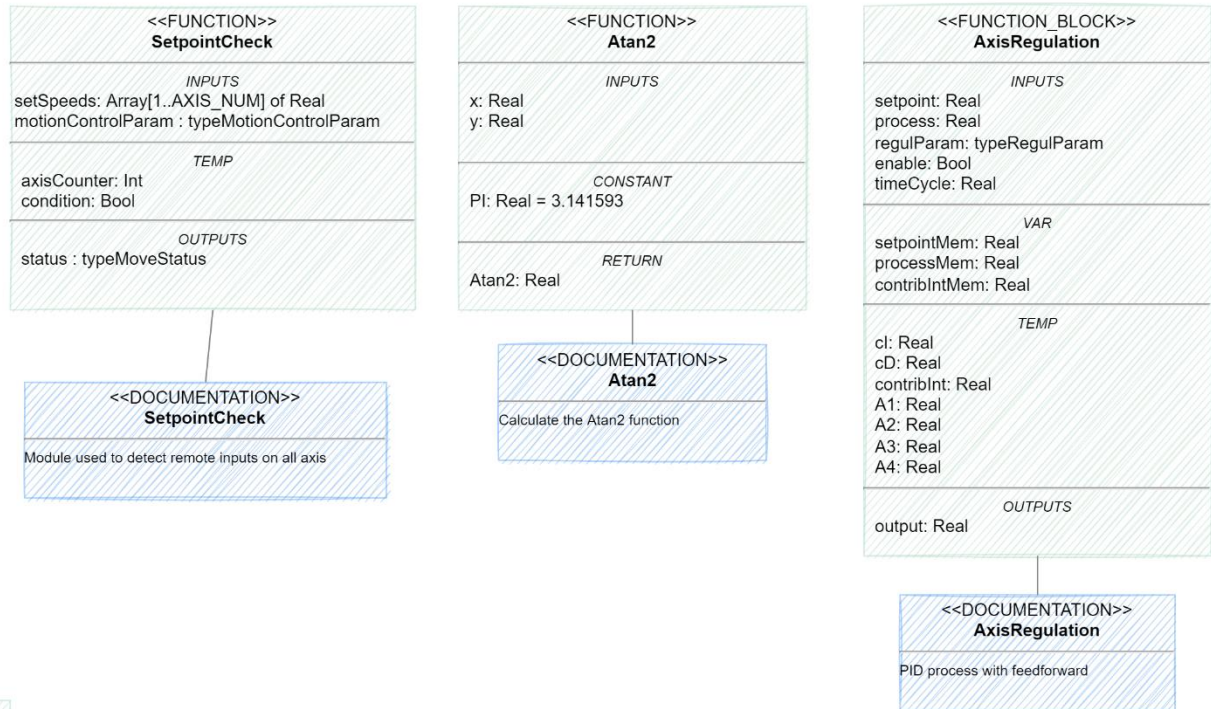 <<FUNCTION>>
SetpointCheck
INPUTS
setSpeeds: Array[1..AXIS_NUM] of Real
motionControlParam : typeMotionControlParam
TEMP
axisCounter: Int
condition: Bool
OUTPUTS
status : typeMoveStatus
<<DOCUMENTATION>>
SetpointCheck
Module used to detect remote inputs on all axis
<<FUNCTION>>
Atan2
INPUTS
x: Real
y: Real
CONSTANT
PI: Real = 3.141593
RETURN
Atan2: Real
<<DOCUMENTATION>>
Atan2
Calculate the Atan2 function
<<FUNCTION_BLOCK>>
AxisRegulation
INPUTS
setpoint: Real
process: Real
regulParam: typeRegulParam
enable: Bool
timeCycle: Real
VAR
setpointMem: Real
processMem: Real
contribIntMem: Real
TEMP
cI: Real
cD: Real
contribInt: Real
A1: Real
A2: Real
A3: Real
A4: Real
OUTPUTS
output: Real
<<DOCUMENTATION>>
AxisRegulation
PID process with feedforward